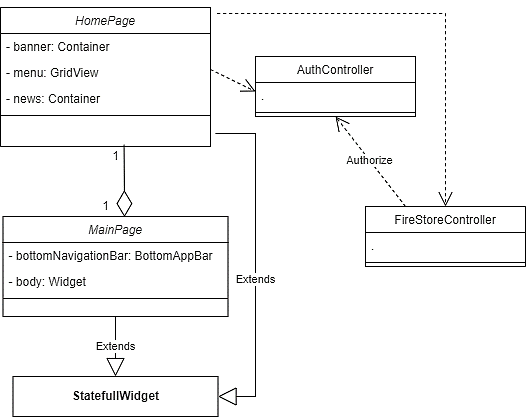 HomePage
- banner: Container
- menu: GridView
- news: Container
AuthController
.
1
Authorize
1
FireStoreController
.
MainPage
- bottomNavigationBar: BottomAppBar
- body: Widget
Extends
Extends
StatefullWidget